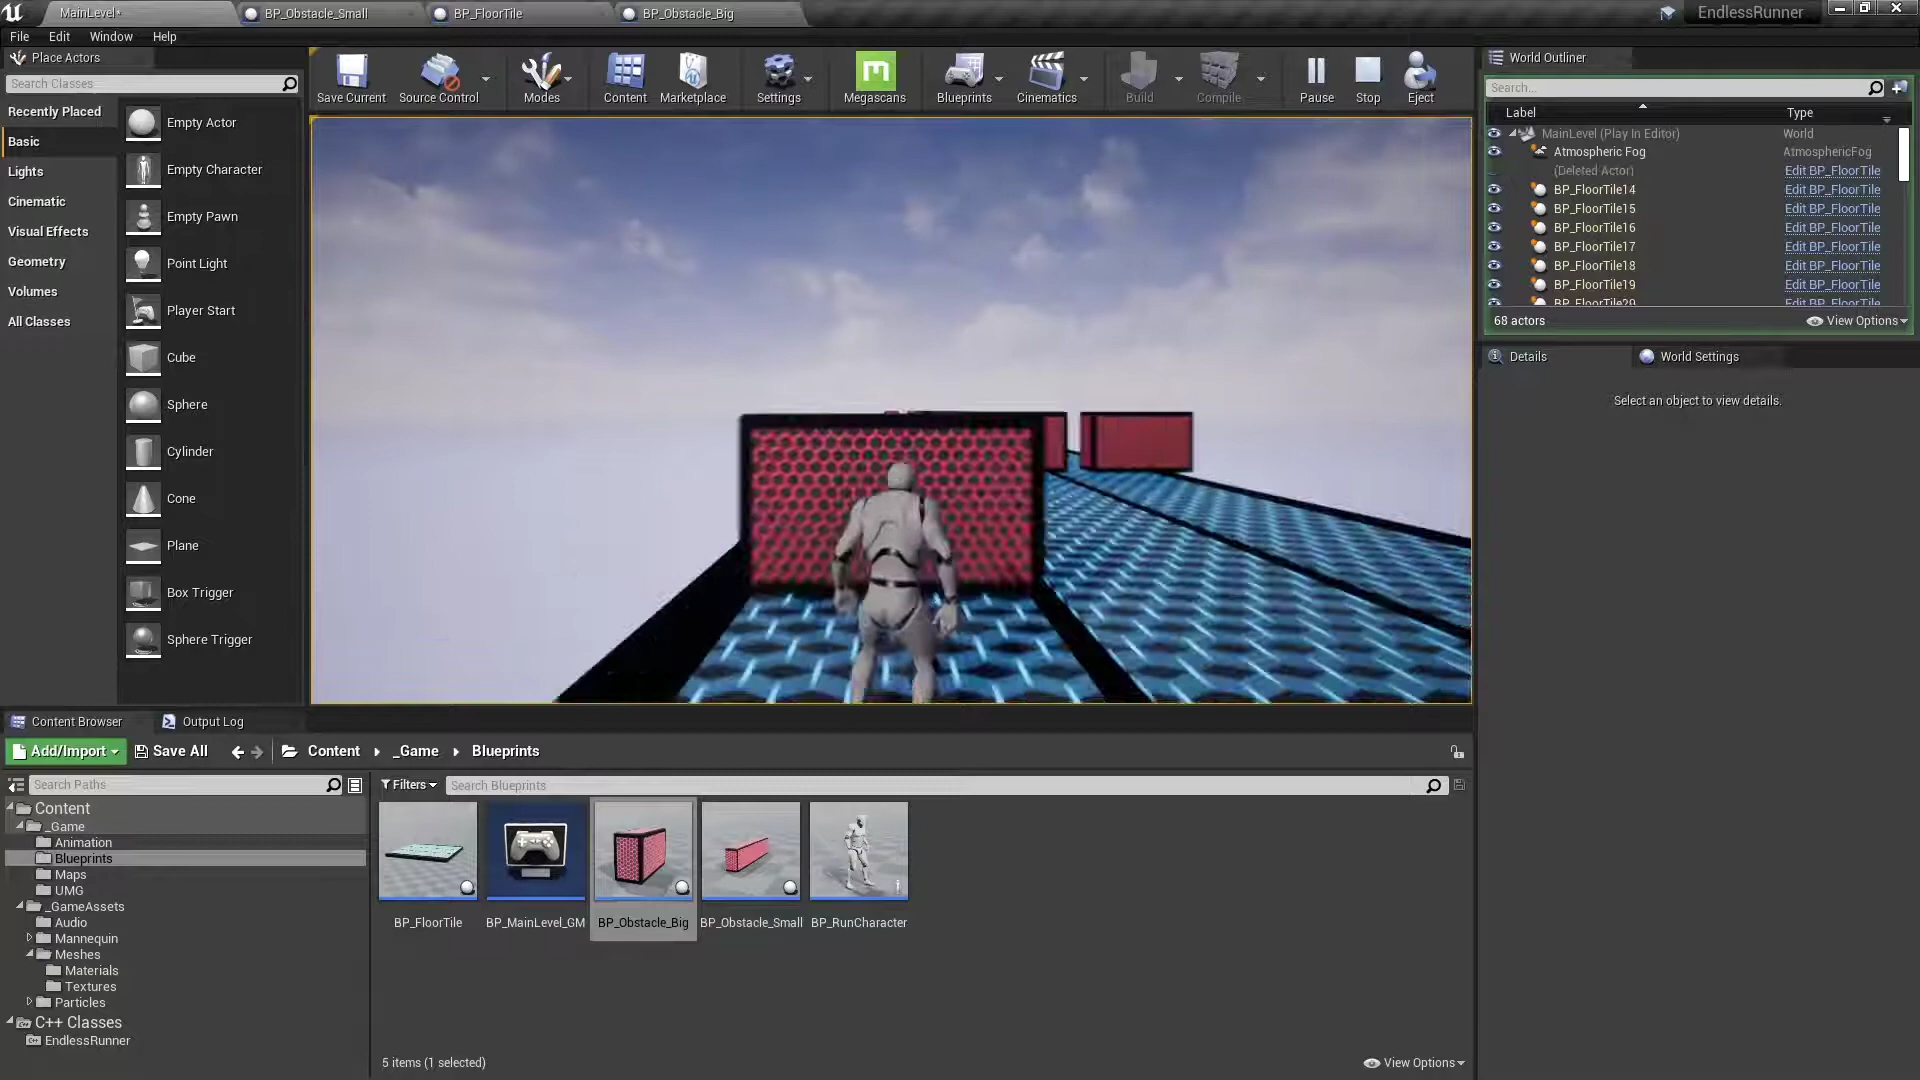 MainLevel*
BP_Obstacle_Small
BP_FloorTile
BP_Obstacle_Big
EndlessRunner
File Edit Window Help
Place Actors
Search Classes
Recently Placed
Basic
Lights
Cinematic
Visual Effects
Geometry
Volumes
All Classes
Empty Actor
Empty Character
Empty Pawn
Point Light
Player Start
Cube
Sphere
Cylinder
Cone
Plane
Box Trigger
Sphere Trigger
Save Current
Source Control
Modes
Content
Marketplace
Settings
Megascans
Blueprints
Cinematics
Build
Compile
Pause
Stop
Eject
World Outliner
Search...
Label Type
MainLevel (Play In Editor) World
Atmospheric Fog AtmosphericFog
(Deleted Actor) Edit BP_FloorTile
BP_FloorTile14 Edit BP_FloorTile
BP_FloorTile15 Edit BP_FloorTile
BP_FloorTile16 Edit BP_FloorTile
BP_FloorTile17 Edit BP_FloorTile
BP_FloorTile18 Edit BP_FloorTile
BP_FloorTile19 Edit BP_FloorTile
BP_FloorTile20 Edit BP_FloorTile
68 actors View Options
Details
World Settings
Select an object to view details.
Content Browser
Output Log
Add/Import Save All Content _Game Blueprints
Search Paths
Filters Search Blueprints
Content
_Game
Animation
Blueprints
Maps
UMG
_GameAssets
Audio
Mannequin
Meshes
Materials
Textures
Particles
C++ Classes
EndlessRunner
BP_FloorTile
BP_MainLevel_GM
BP_Obstacle_Big
BP_Obstacle_Small
BP_RunCharacter
5 items (1 selected)
View Options